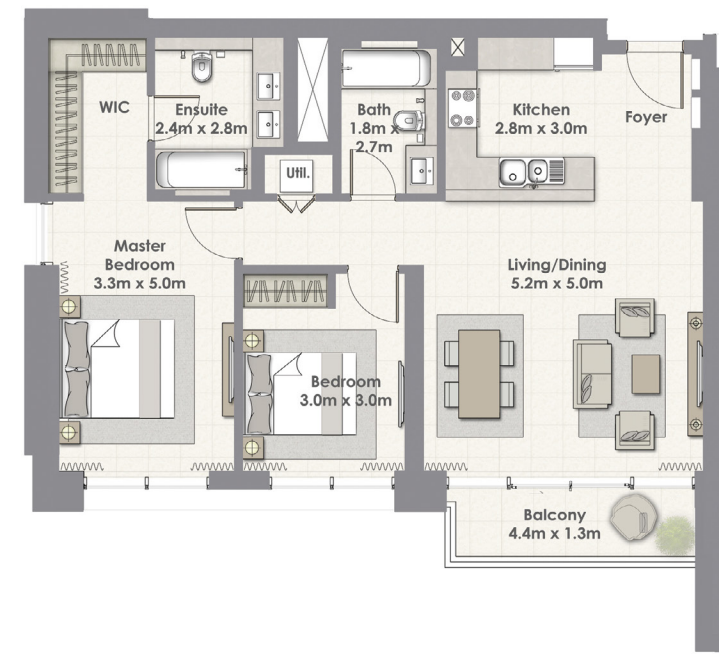 WIC
Ensuite
2.4m x 2.8m
Bath
1.8m x
2.7m
Kitchen
2.8m x 3.0m
Foyer
Util.
Master
Bedroom
3.3m x 5.0m
Living/Dining
5.2m x 5.0m
Bedroom
3.0m x 3.0m
Balcony
4.4m x 1.3m